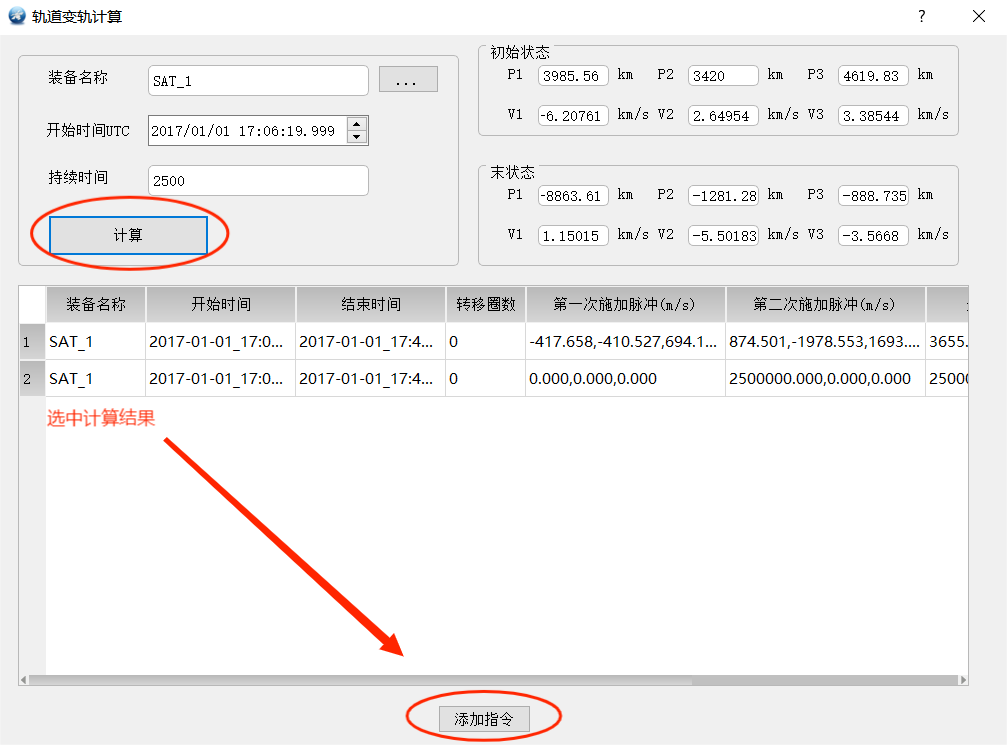 轨道变轨计算
装备名称 SAT_1 ...
开始时间UTC 2017/01/01 17:06:19.999
持续时间 2500
计算
初始状态
P1 3985.56 km P2 3420 km P3 4619.83 km
V1 -6.20761 km/s V2 2.64954 km/s V3 3.38544 km/s
末状态
P1 -8863.61 km P2 -1281.28 km P3 -888.735 km
V1 1.15015 km/s V2 -5.50183 km/s V3 -3.5668 km/s
装备名称 开始时间 结束时间 转移圈数 第一次施加脉冲(m/s) 第二次施加脉冲(m/s)
1 SAT_1 2017-01-01_17:0... 2017-01-01_17:4... 0 -417.658,-410.527,694.1... 874.501,-1978.553,1693.... 3655.
2 SAT_1 2017-01-01_17:0... 2017-01-01_17:4... 0 0.000,0.000,0.000 2500000.000,0.000,0.000 25000
选中计算结果
添加指令